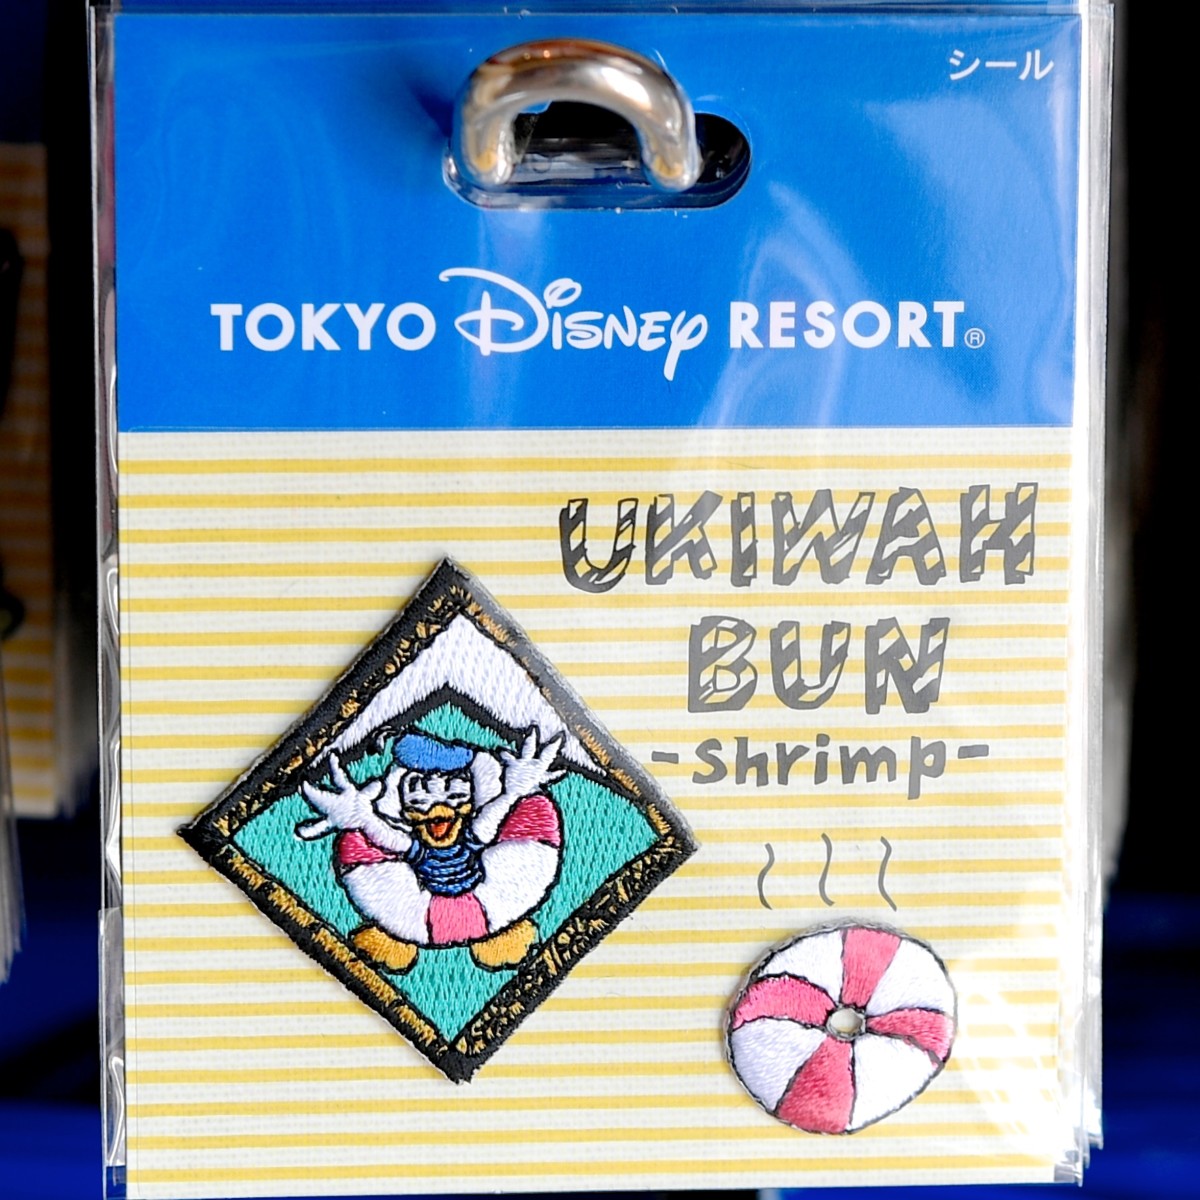 シール
TOKYO Disney RESORT®
UKIWAH
BUN
-shrimp-